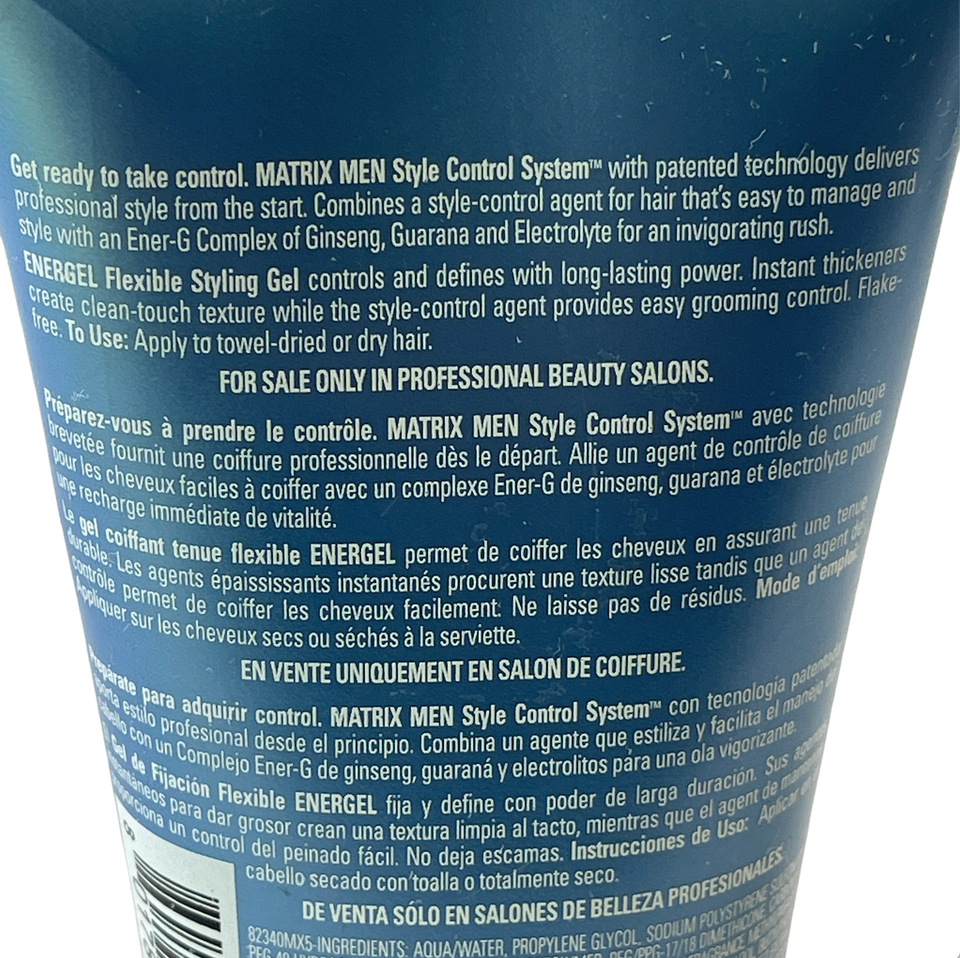 Get ready to take control. MATRIX MEN Style Control System™ with patented technology delivers
professional style from the start. Combines a style-control agent for hair that's easy to manage and
style with an Ener-G Complex of Ginseng, Guarana and Electrolyte for an invigorating rush.
ENERGEL Flexible Styling Gel controls and defines with long-lasting power. Instant thickeners
create clean-touch texture while the style-control agent provides easy grooming control. Flake-
free. To Use: Apply to towel-dried or dry hair.
FOR SALE ONLY IN PROFESSIONAL BEAUTY SALONS.
Préparez-vous à prendre le contrôle. MATRIX MEN Style Control System™ avec technologie
brevetée fournit une coiffure professionnelle dès le départ. Allie un agent de contrôle de coiffure
pour les cheveux faciles à coiffer avec un complexe Ener-G de ginseng, guarana et électrolyte pour
une recharge immédiate de vitalité.
Le gel coiffant tenue flexible ENERGEL permet de coiffer les cheveux en assurant une tenue
durable. Les agents épaississants instantanés procurent une texture lisse tandis que un agent de
contrôle permet de coiffer les cheveux facilement. Ne laisse pas de résidus. Mode d'emploi:
Appliquer sur les cheveux secs ou séchés à la serviette.
EN VENTE UNIQUEMENT EN SALON DE COIFFURE.
Prepárate para adquirir control. MATRIX MEN Style Control System™ con tecnología patentada
estilo profesional desde el principio. Combina un agente que estiliza y facilita el manejo del
cabello con un Complejo Ener-G de ginseng, guaraná y electrolitos para una ola vigorizante.
Gel de Fijación Flexible ENERGEL fija y define con poder de larga duración. Sus agentes
instantáneos para dar grosor crean una textura limpia al tacto, mientras que el agente de
un control del peinado fácil. No deja escamas. Instrucciones de Uso: Aplicar
cabello secado con toalla o totalmente seco.
DE VENTA SÓLO EN SALONES DE BELLEZA PROFESIONALES.
82340MX5-INGREDIENTS: AQUA/WATER, PROPYLENE GLYCOL, SODIUM POLYSTYRENE
PEG/PPG-17/18 DIMETHICONE,